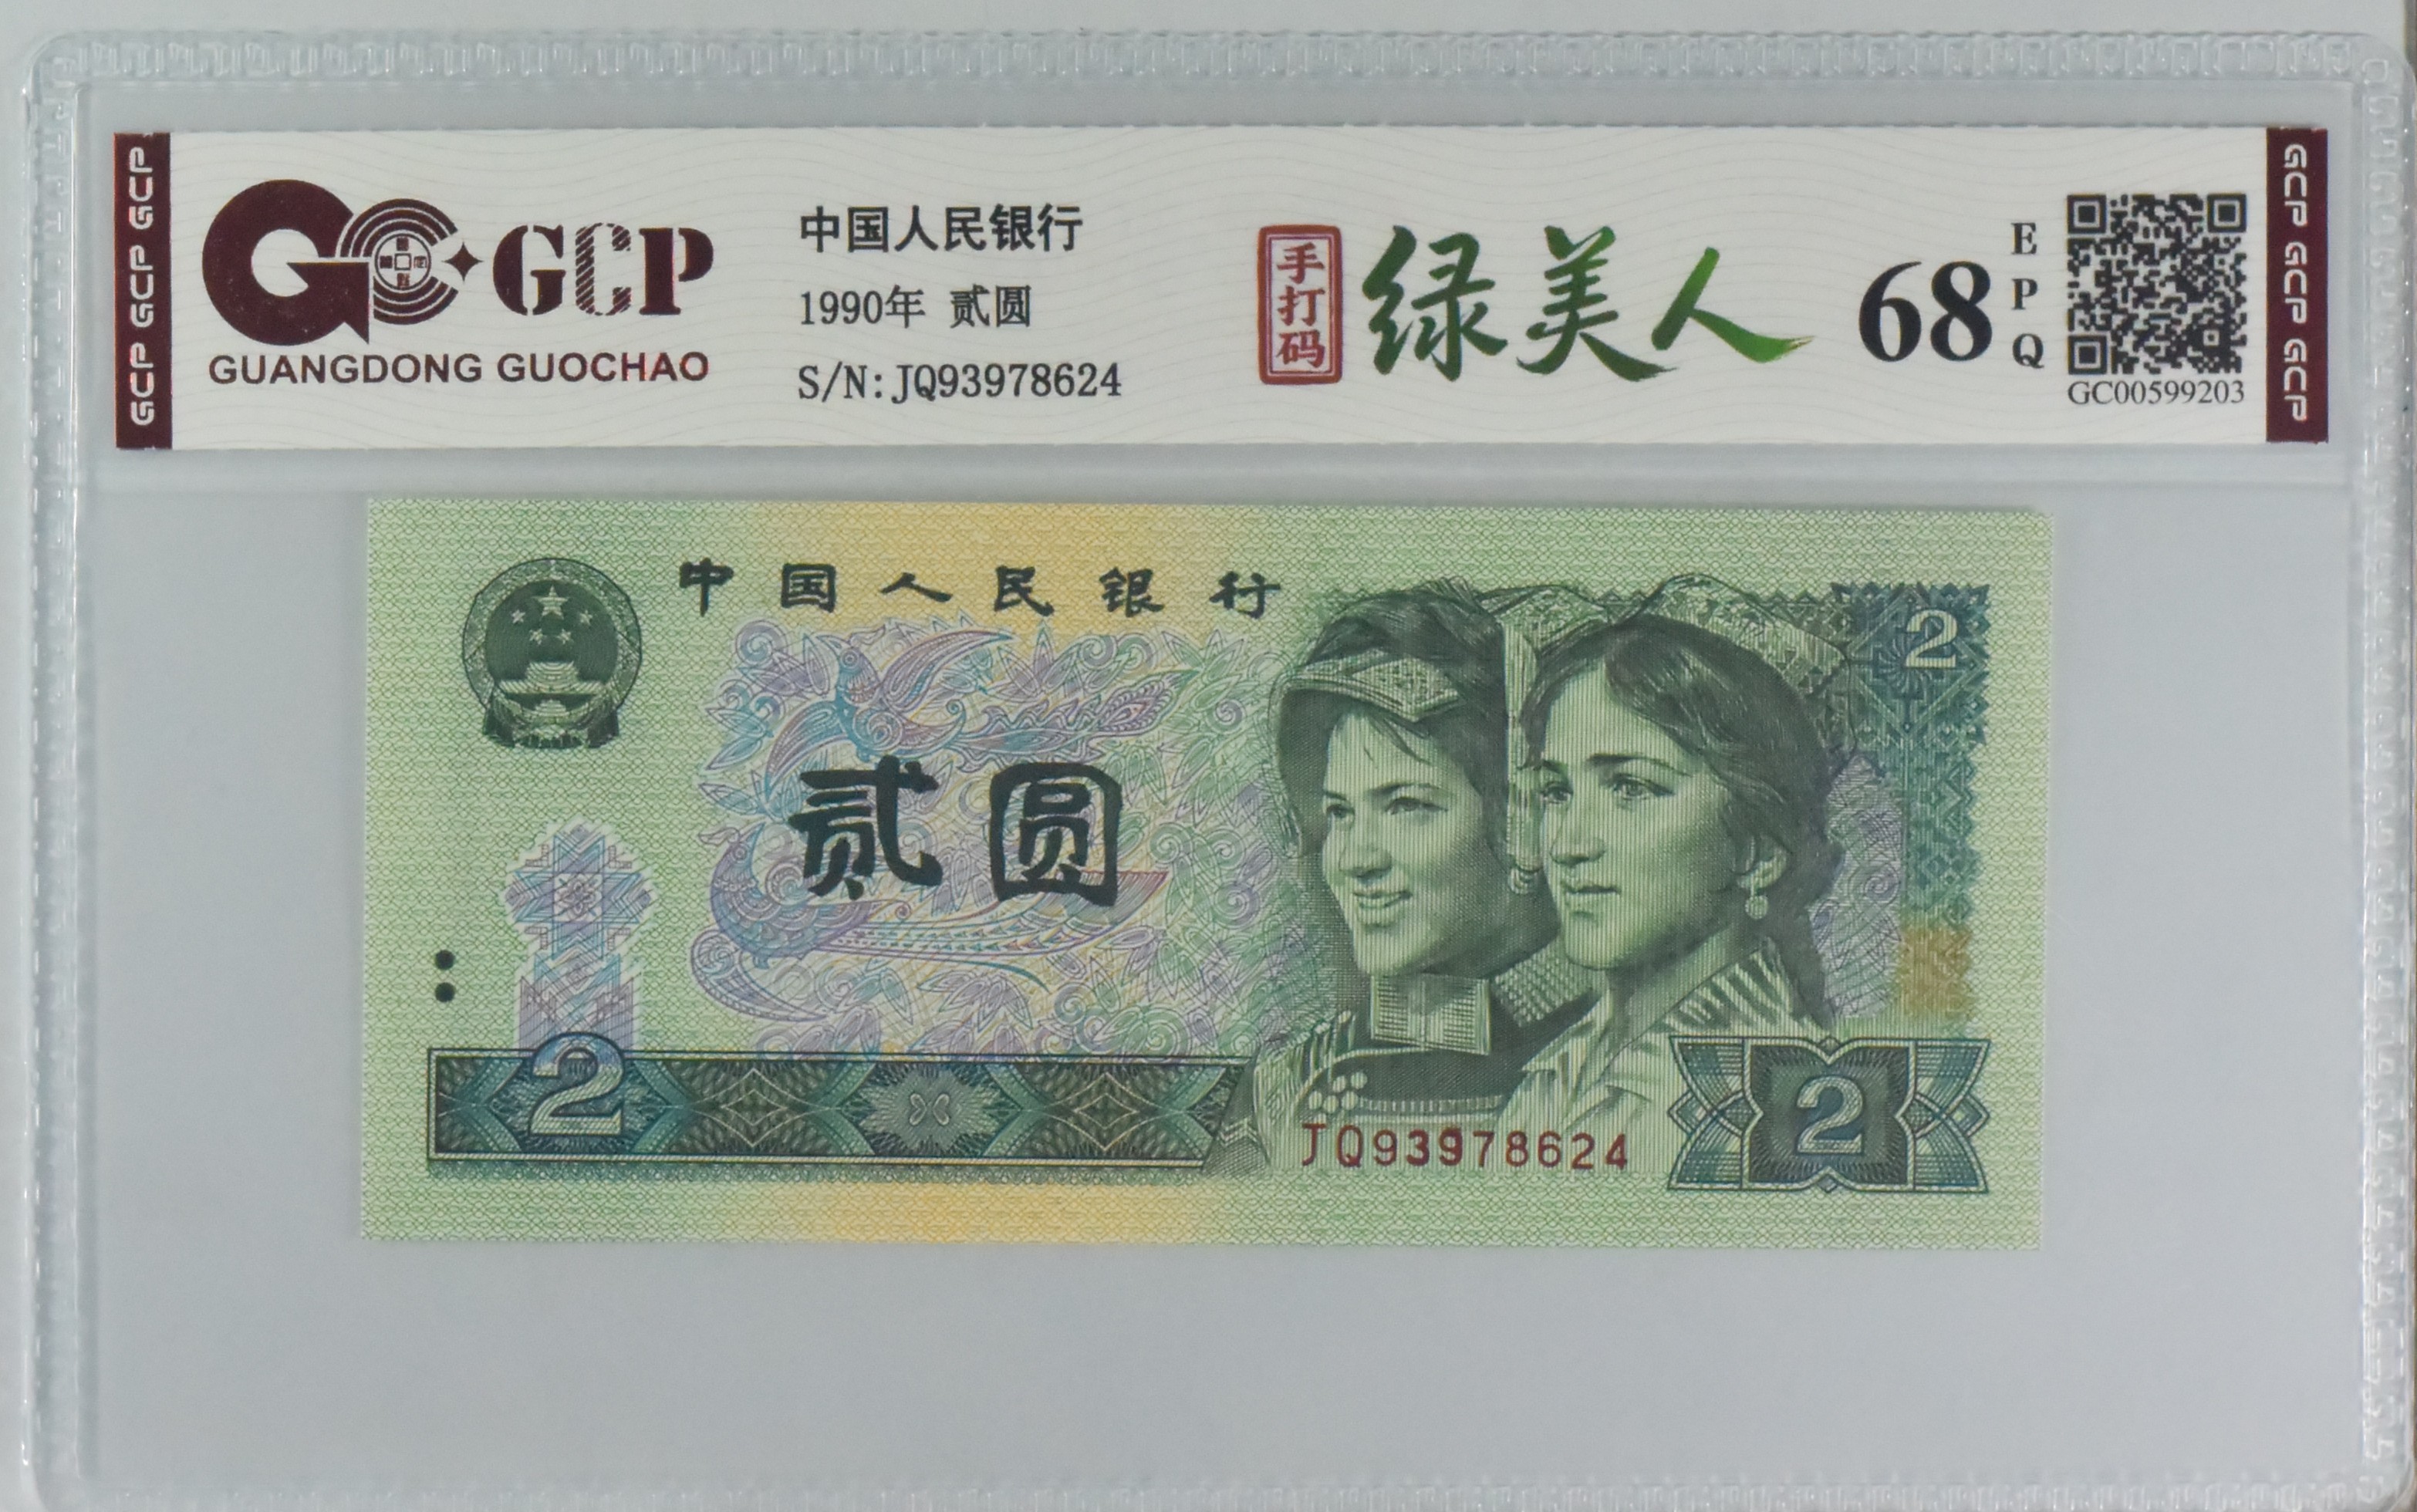 GCP GCP GCP
GCP
GUANGDONG GUOCHAO
中国人民银行
1990年 贰圆
S/N:JQ93978624
手打码
绿美人
68
EPQ
GC00599203
GCP GCP GCP
中国人民银行
2
贰圆
2
JQ93978624
2